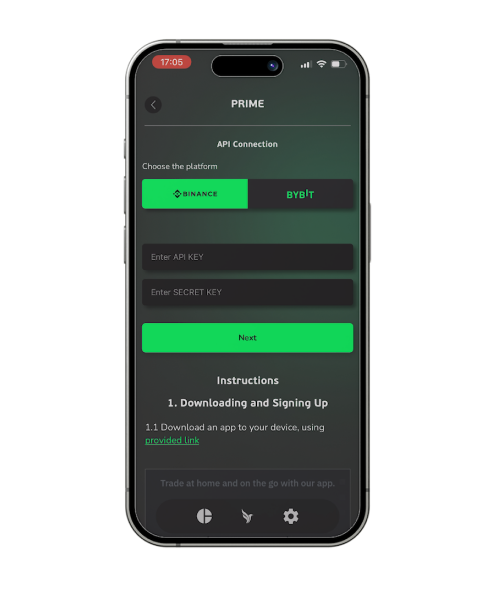 17:05
PRIME
API Connection
Choose the platform
BINANCE
BYBIT
Enter API KEY
Enter SECRET KEY
Next
Instructions
1. Downloading and Signing Up
1.1 Download an app to your device, using
provided link
Trade at home and on the go with our app.